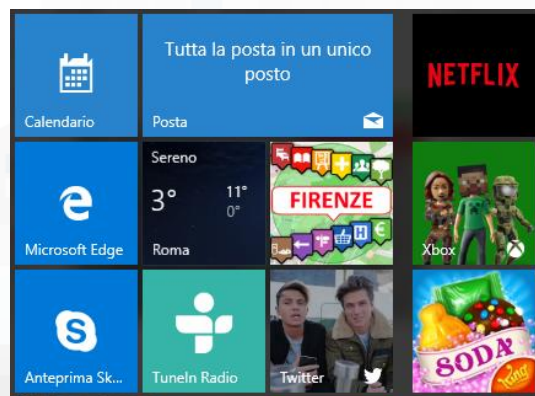 Tutta la posta in un unico
posto
Calendario
Posta
NETFLIX
Sereno
3°
11°
0°
Roma
Microsoft Edge
FIRENZE
Xbox
Anteprima Sk...
TuneIn Radio
Twitter
SODA
King